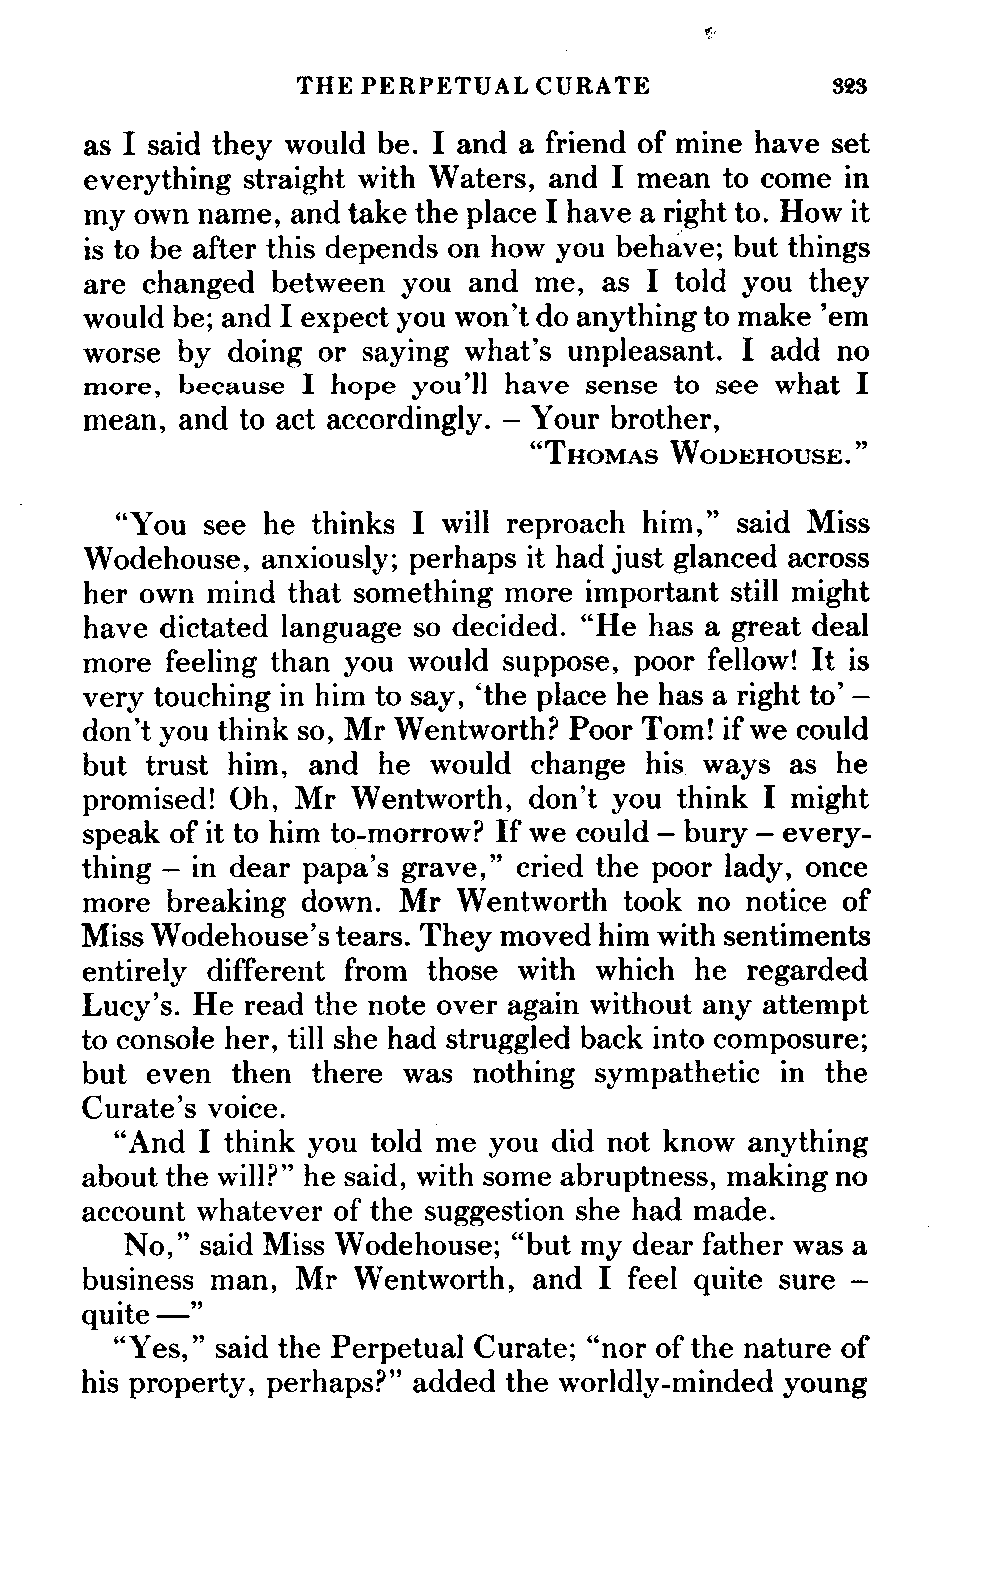 THE PERPETUAL CURATE 323
as I said they would be. I and a friend of mine have set
everything straight with Waters, and I mean to come in
my own name, and take the place I have a right to. How it
is to be after this depends on how you behave; but things
are changed between you and me, as I told you they
would be; and I expect you won't do anything to make 'em
worse by doing or saying what's unpleasant. I add no
more, because I hope you'll have sense to see what I
mean, and to act accordingly. – Your brother,
“THOMAS WODEHOUSE.”
“You see he thinks I will reproach him,” said Miss
Wodehouse, anxiously; perhaps it had just glanced across
her own mind that something more important still might
have dictated language so decided. “He has a great deal
more feeling than you would suppose, poor fellow! It is
very touching in him to say, ‘the place he has a right to’ –
don't you think so, Mr Wentworth? Poor Tom! if we could
but trust him, and he would change his ways as he
promised! Oh, Mr Wentworth, don't you think I might
speak of it to him to-morrow? If we could – bury – every-
thing – in dear papa's grave,” cried the poor lady, once
more breaking down. Mr Wentworth took no notice of
Miss Wodehouse's tears. They moved him with sentiments
entirely different from those with which he regarded
Lucy's. He read the note over again without any attempt
to console her, till she had struggled back into composure;
but even then there was nothing sympathetic in the
Curate's voice.
“And I think you told me you did not know anything
about the will?” he said, with some abruptness, making no
account whatever of the suggestion she had made.
No,” said Miss Wodehouse; “but my dear father was a
business man, Mr Wentworth, and I feel quite sure –
quite —”
“Yes,” said the Perpetual Curate; “nor of the nature of
his property, perhaps?” added the worldly-minded young